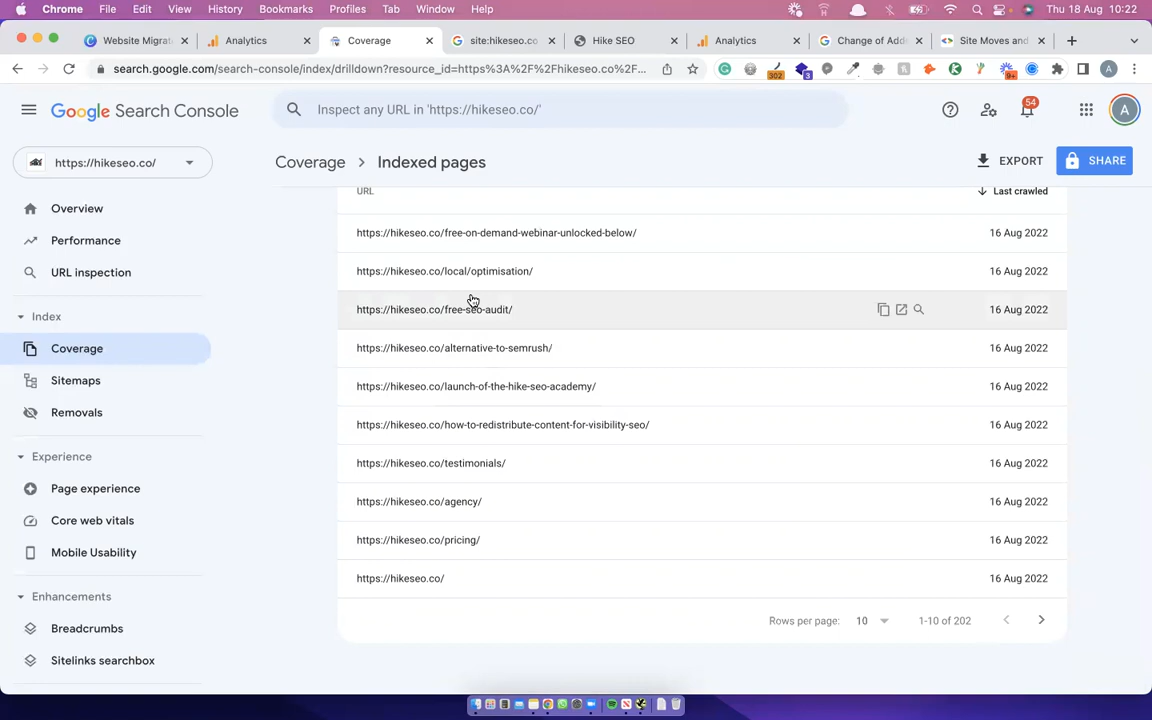 Chrome File Edit View History Bookmarks Profiles Tab Window Help Thu 18 Aug 10:22
Website Migrat Analytics Coverage site:hikeseo.co Hike SEO Analytics Change of Add Site Moves and
search.google.com/search-console/index/drilldown?resource_id=https%3A%2F%2Fhikeseo.co%2F...
302 3 9+ A
Google Search Console Inspect any URL in 'https://hikeseo.co/' 54 A
https://hikeseo.co/ Coverage > Indexed pages EXPORT SHARE
URL Last crawled
Overview
https://hikeseo.co/free-on-demand-webinar-unlocked-below/ 16 Aug 2022
Performance
URL inspection https://hikeseo.co/local/optimisation/ 16 Aug 2022
Index https://hikeseo.co/free-seo-audit/ 16 Aug 2022
Coverage https://hikeseo.co/alternative-to-semrush/ 16 Aug 2022
Sitemaps https://hikeseo.co/launch-of-the-hike-seo-academy/ 16 Aug 2022
Removals https://hikeseo.co/how-to-redistribute-content-for-visibility-seo/ 16 Aug 2022
Experience https://hikeseo.co/testimonials/ 16 Aug 2022
Page experience https://hikeseo.co/agency/ 16 Aug 2022
Core web vitals
https://hikeseo.co/pricing/ 16 Aug 2022
Mobile Usability
https://hikeseo.co/ 16 Aug 2022
Enhancements
Rows per page: 10 1-10 of 202
Breadcrumbs
Sitelinks searchbox